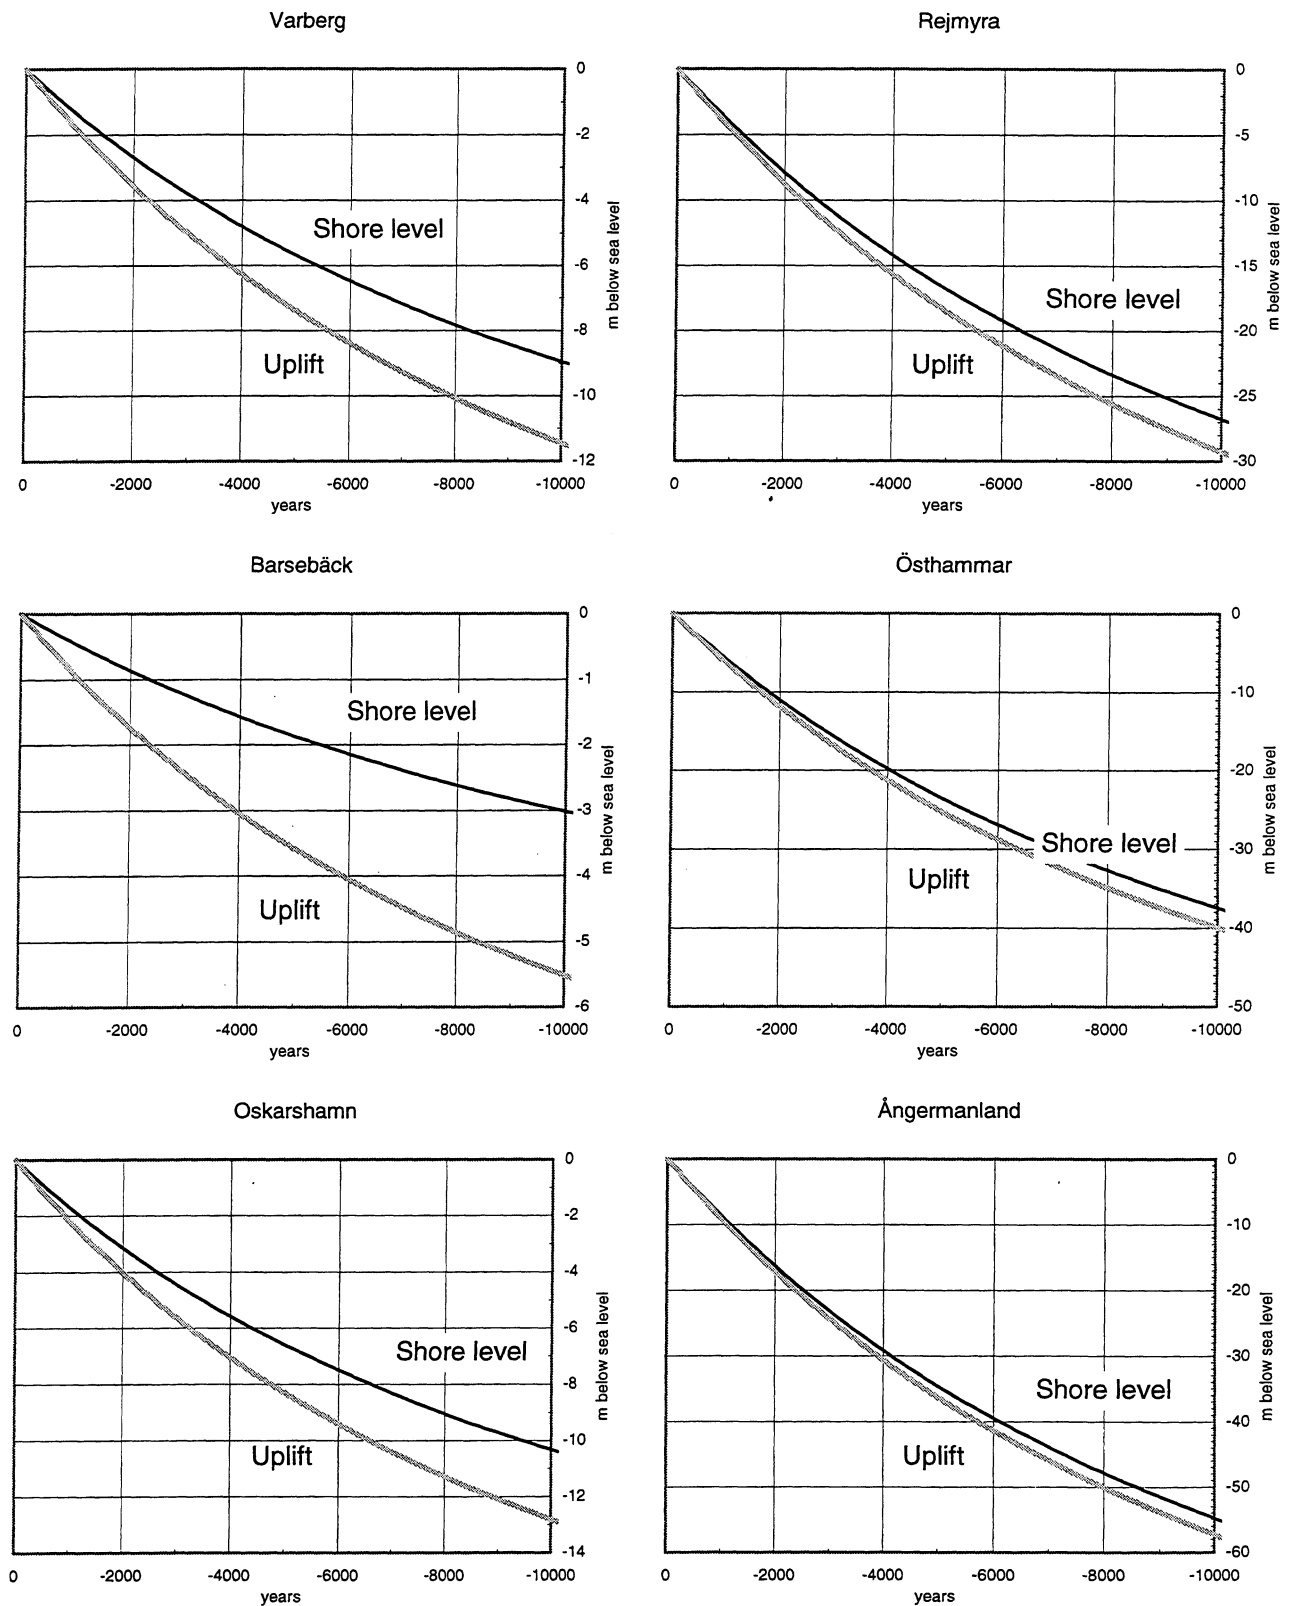 Varberg
0
-2
-4
-6
-8
-10
-12
m below sea level
Shore level
Uplift
0 -2000 -4000 -6000 -8000 -10000
years
Rejmyra
0
-5
-10
-15
-20
-25
-30
m below sea level
Shore level
Uplift
0 -2000 -4000 -6000 -8000 -10000
years
Barsebäck
0
-1
-2
-3
-4
-5
-6
m below sea level
Shore level
Uplift
0 -2000 -4000 -6000 -8000 -10000
years
Östhammar
0
-10
-20
-30
-40
-50
m below sea level
Shore level
Uplift
0 -2000 -4000 -6000 -8000 -10000
years
Oskarshamn
0
-2
-4
-6
-8
-10
-12
-14
m below sea level
Shore level
Uplift
0 -2000 -4000 -6000 -8000 -10000
years
Ångermanland
0
-10
-20
-30
-40
-50
-60
m below sea level
Shore level
Uplift
0 -2000 -4000 -6000 -8000 -10000
years